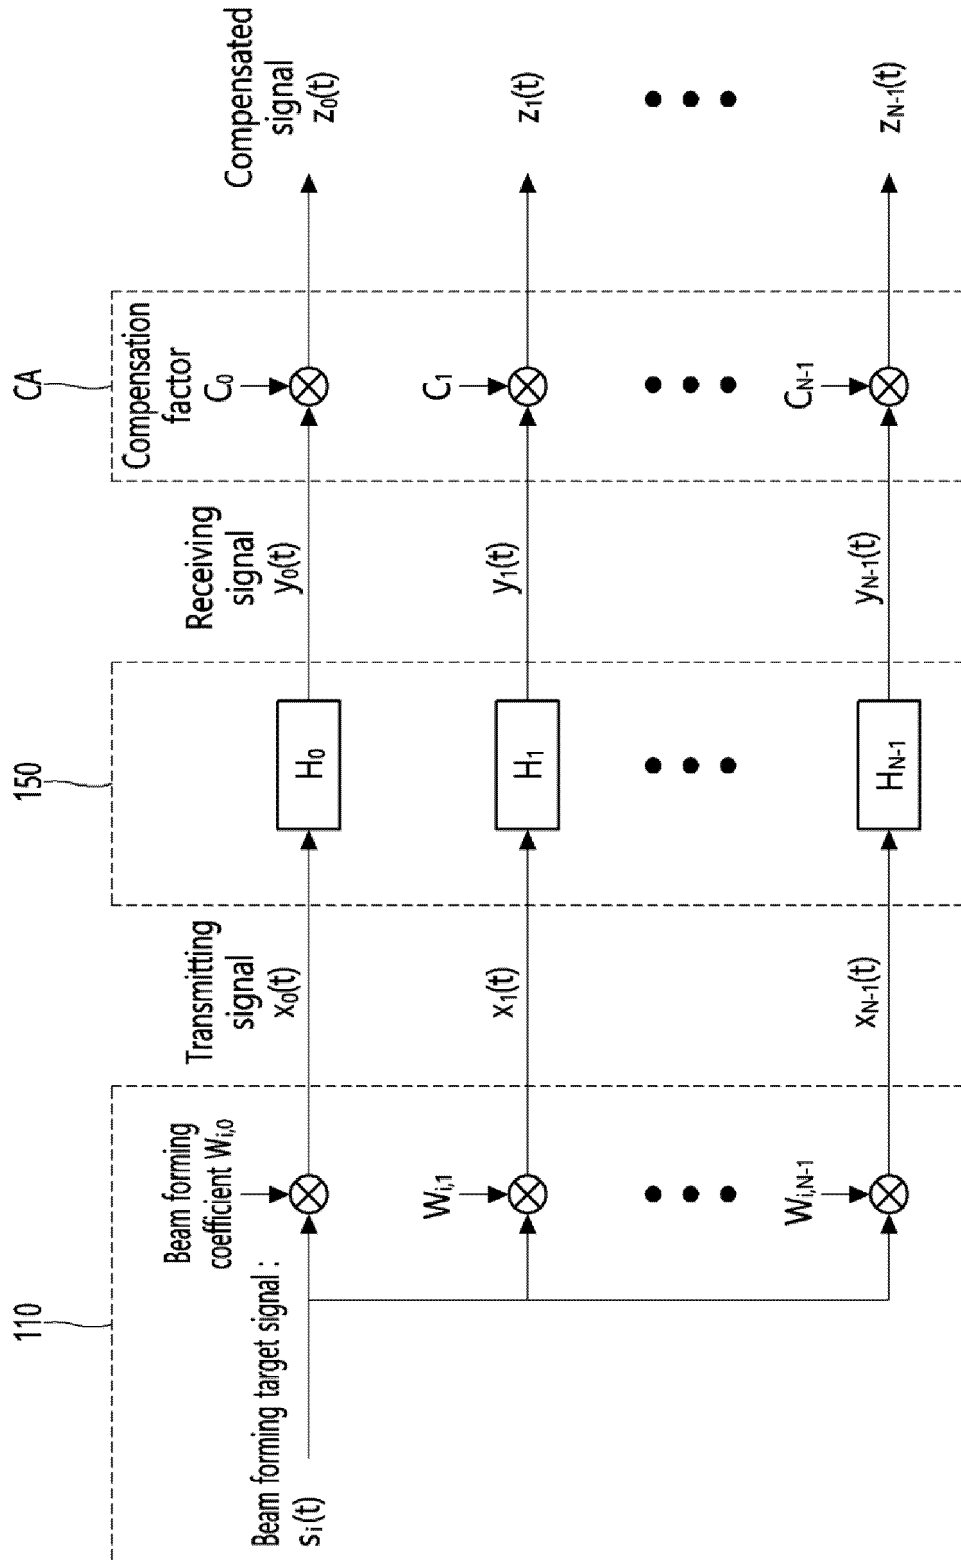 110
150
CA
Beam forming target signal :
sᵢ(t)
Beam forming
coefficient Wᵢ,₀
Transmitting
signal
x₀(t)
H₀
Receiving
signal
y₀(t)
Compensation
factor
C₀
Compensated
signal
z₀(t)
Wᵢ,₁
x₁(t)
H₁
y₁(t)
C₁
z₁(t)
Wᵢ,N-1
xN-1(t)
HN-1
yN-1(t)
CN-1
zN-1(t)